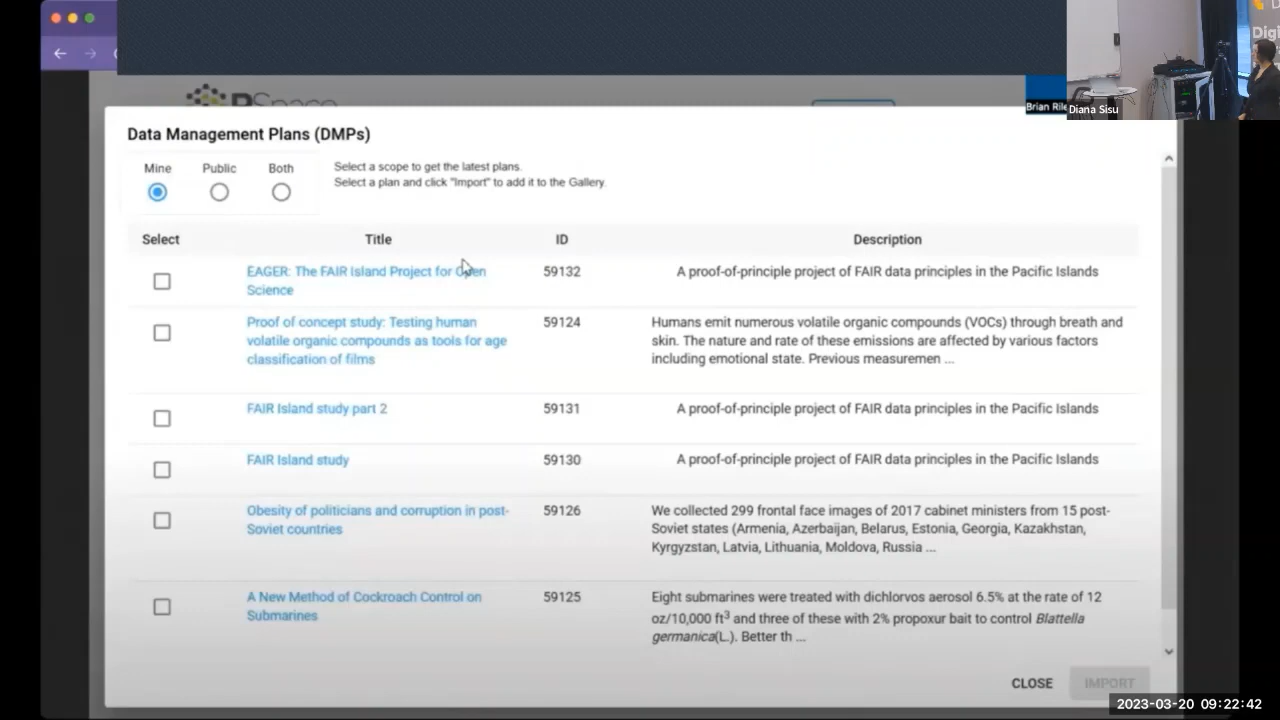 RSpace
Digi
Brian Rile
Diana Sisu
Data Management Plans (DMPs)
Mine Public Both
Select a scope to get the latest plans.
Select a plan and click "Import" to add it to the Gallery.
Select Title ID Description
EAGER: The FAIR Island Project for Open
Science
59132
A proof-of-principle project of FAIR data principles in the Pacific Islands
Proof of concept study: Testing human
volatile organic compounds as tools for age
classification of films
59124
Humans emit numerous volatile organic compounds (VOCs) through breath and
skin. The nature and rate of these emissions are affected by various factors
including emotional state. Previous measuremen ...
FAIR Island study part 2
59131
A proof-of-principle project of FAIR data principles in the Pacific Islands
FAIR Island study
59130
A proof-of-principle project of FAIR data principles in the Pacific Islands
Obesity of politicians and corruption in post-
Soviet countries
59126
We collected 299 frontal face images of 2017 cabinet ministers from 15 post-
Soviet states (Armenia, Azerbaijan, Belarus, Estonia, Georgia, Kazakhstan,
Kyrgyzstan, Latvia, Lithuania, Moldova, Russia ...
A New Method of Cockroach Control on
Submarines
59125
Eight submarines were treated with dichlorvos aerosol 6.5% at the rate of 12
oz/10,000 ft³ and three of these with 2% propoxur bait to control Blattella
germanica(L.). Better th ...
CLOSE IMPORT
2023-03-20 09:22:42